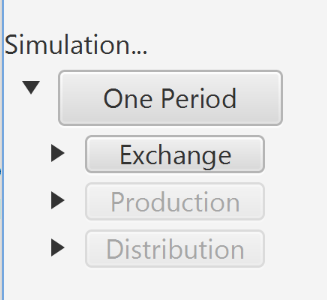 Simulation...
One Period
Exchange
Production
Distribution